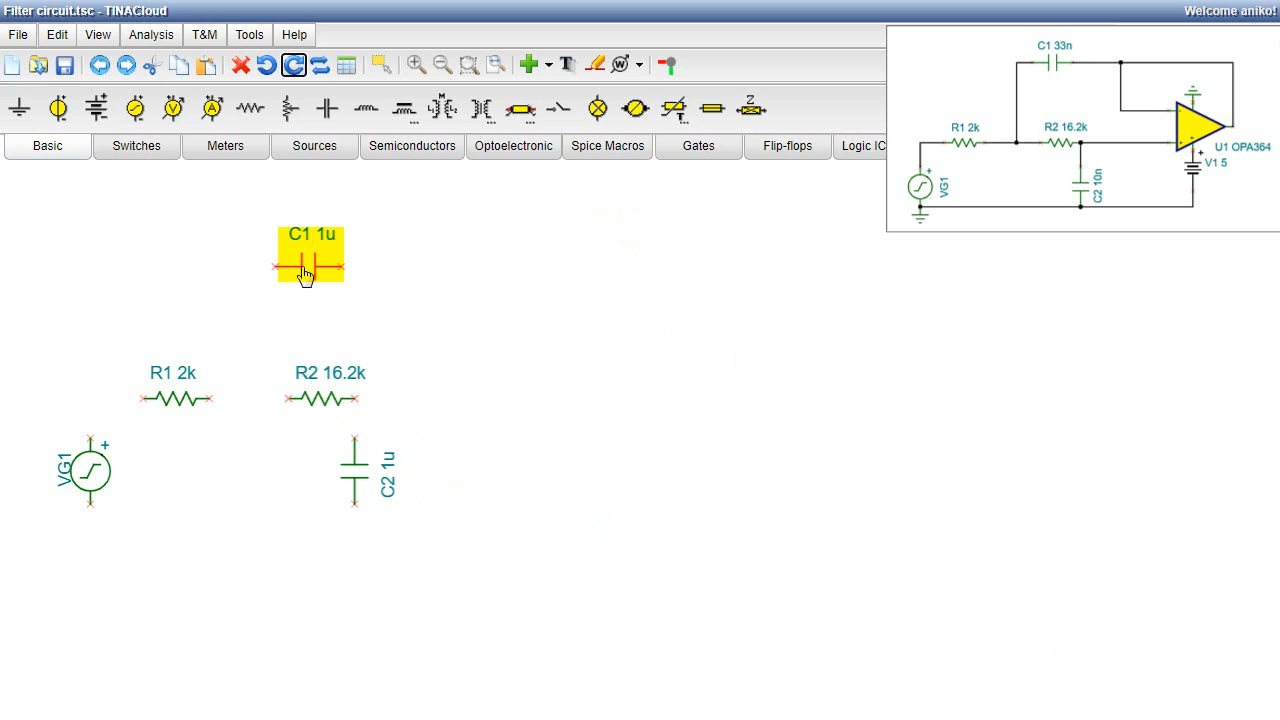 Filter circuit.tsc - TINACloud
Welcome aniko!
File Edit View Analysis T&M Tools Help
T
W
V
A
Z
Basic Switches Meters Sources Semiconductors Optoelectronic Spice Macros Gates Flip-flops Logic IC
C1 33n
R1 2k
R2 16.2k
U1 OPA364
+
V1 5
+
VG1
C2 10n
C1 1u
R1 2k
R2 16.2k
+
VG1
C2 1u